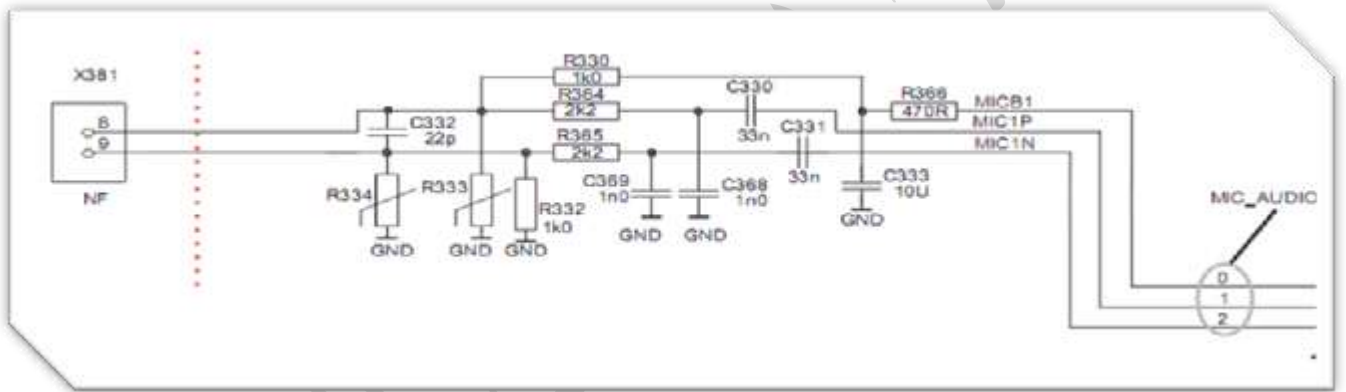 X381
8
9
NF
C332
22p
R334
GND
R333
GND
R332
1k0
GND
R330
1k0
R364
2k2
R365
2k2
C369
1n0
GND
C368
1n0
GND
C330
33n
C331
33n
C333
10U
GND
R366
470R
MICB1
MIC1P
MIC1N
MIC_AUDIO
0
1
2